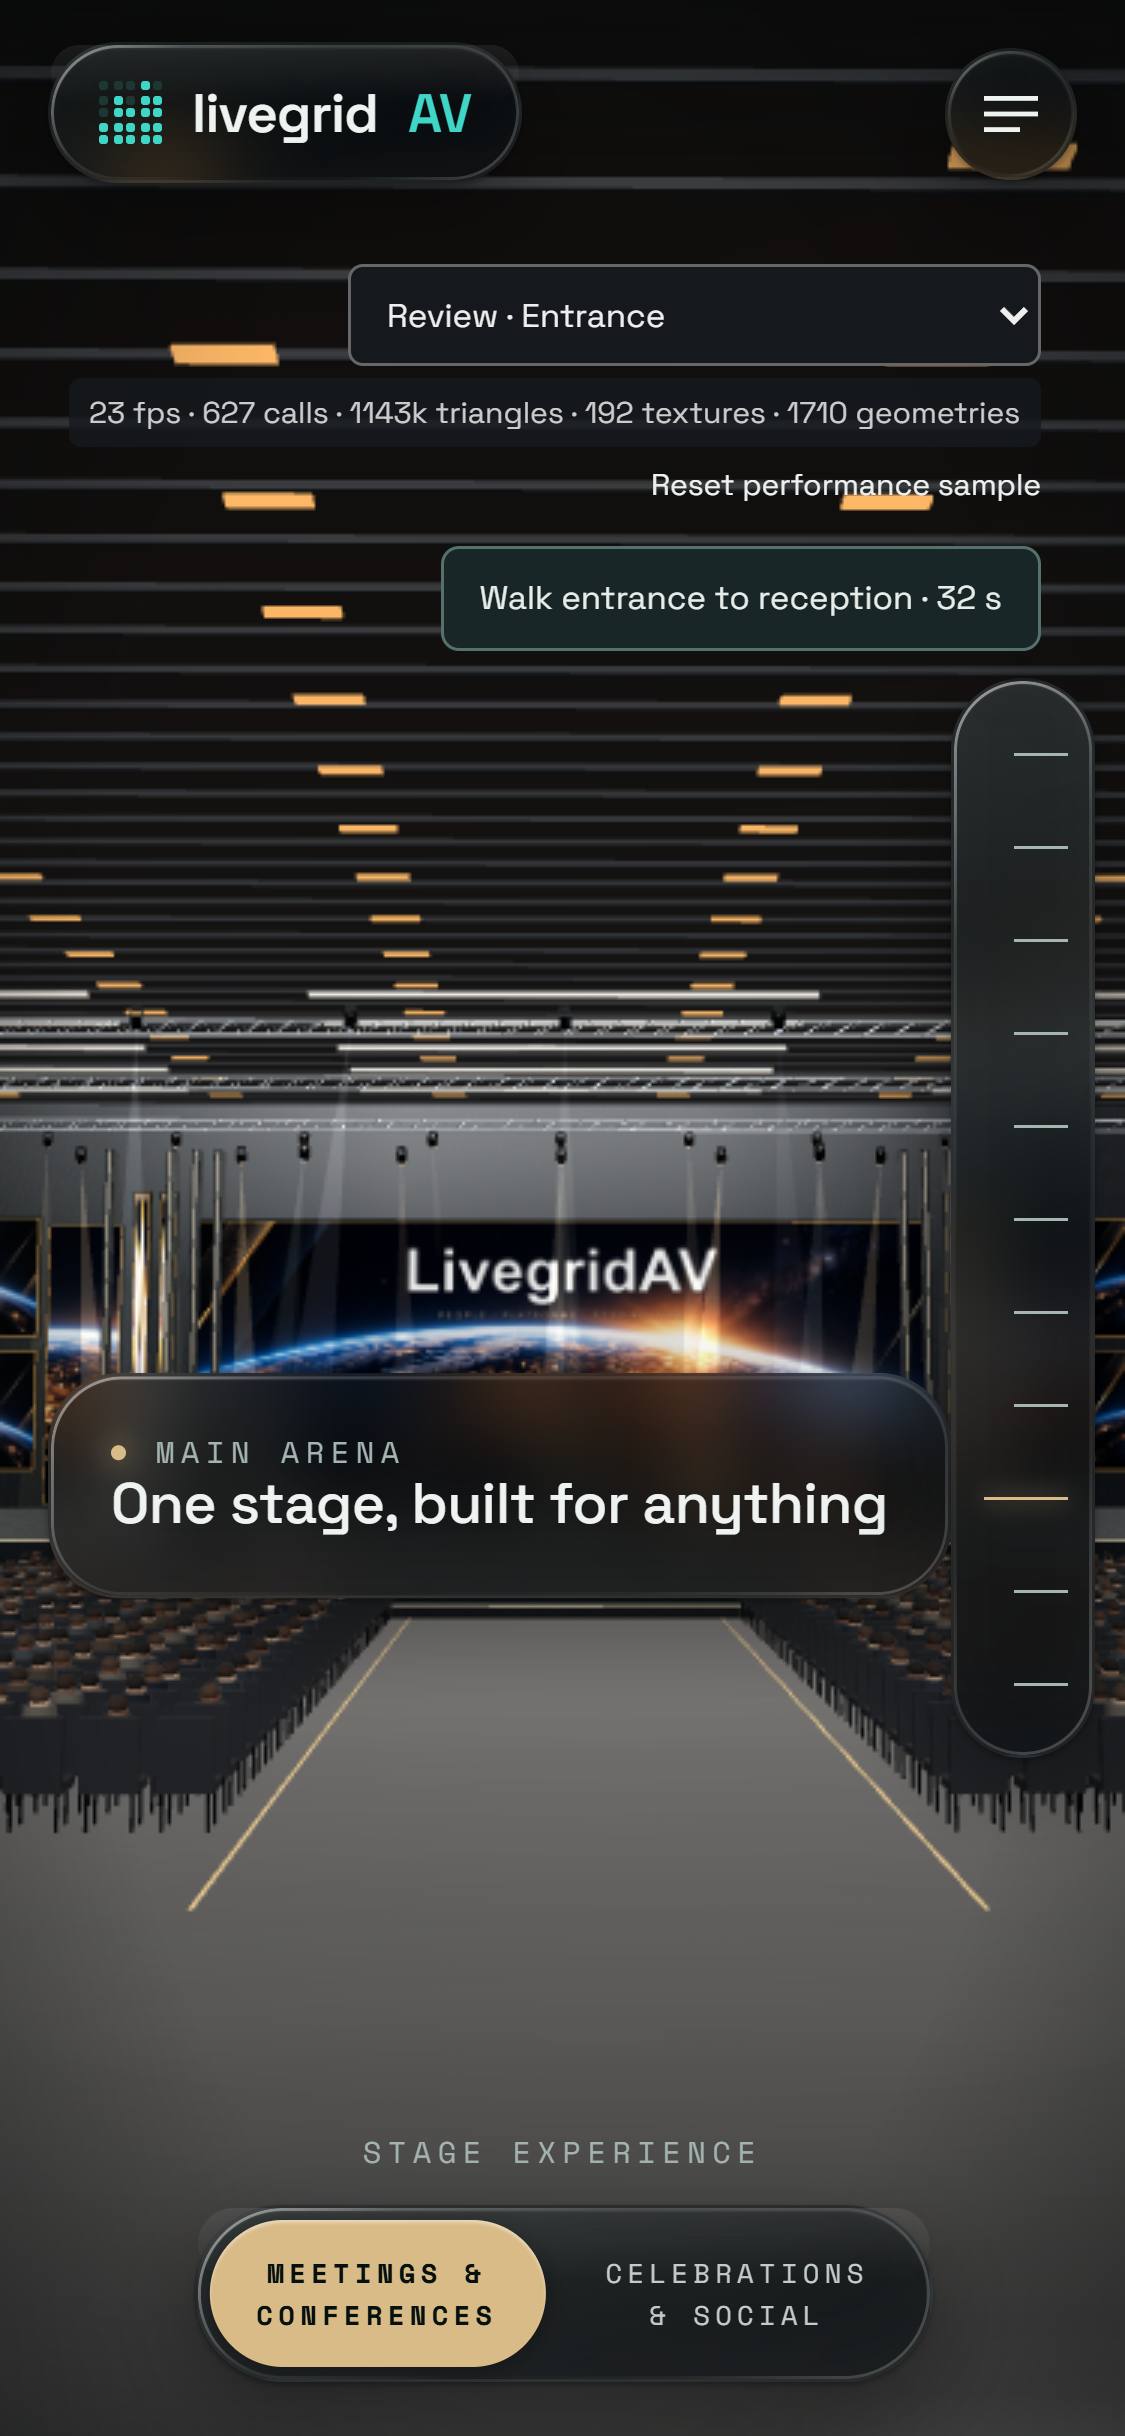 livegrid AV
Review · Entrance
23 fps · 627 calls · 1143k triangles · 192 textures · 1710 geometries
Reset performance sample
Walk entrance to reception · 32 s
LivegridAV
MAIN ARENA
One stage, built for anything
STAGE EXPERIENCE
MEETINGS &
CONFERENCES
CELEBRATIONS
& SOCIAL